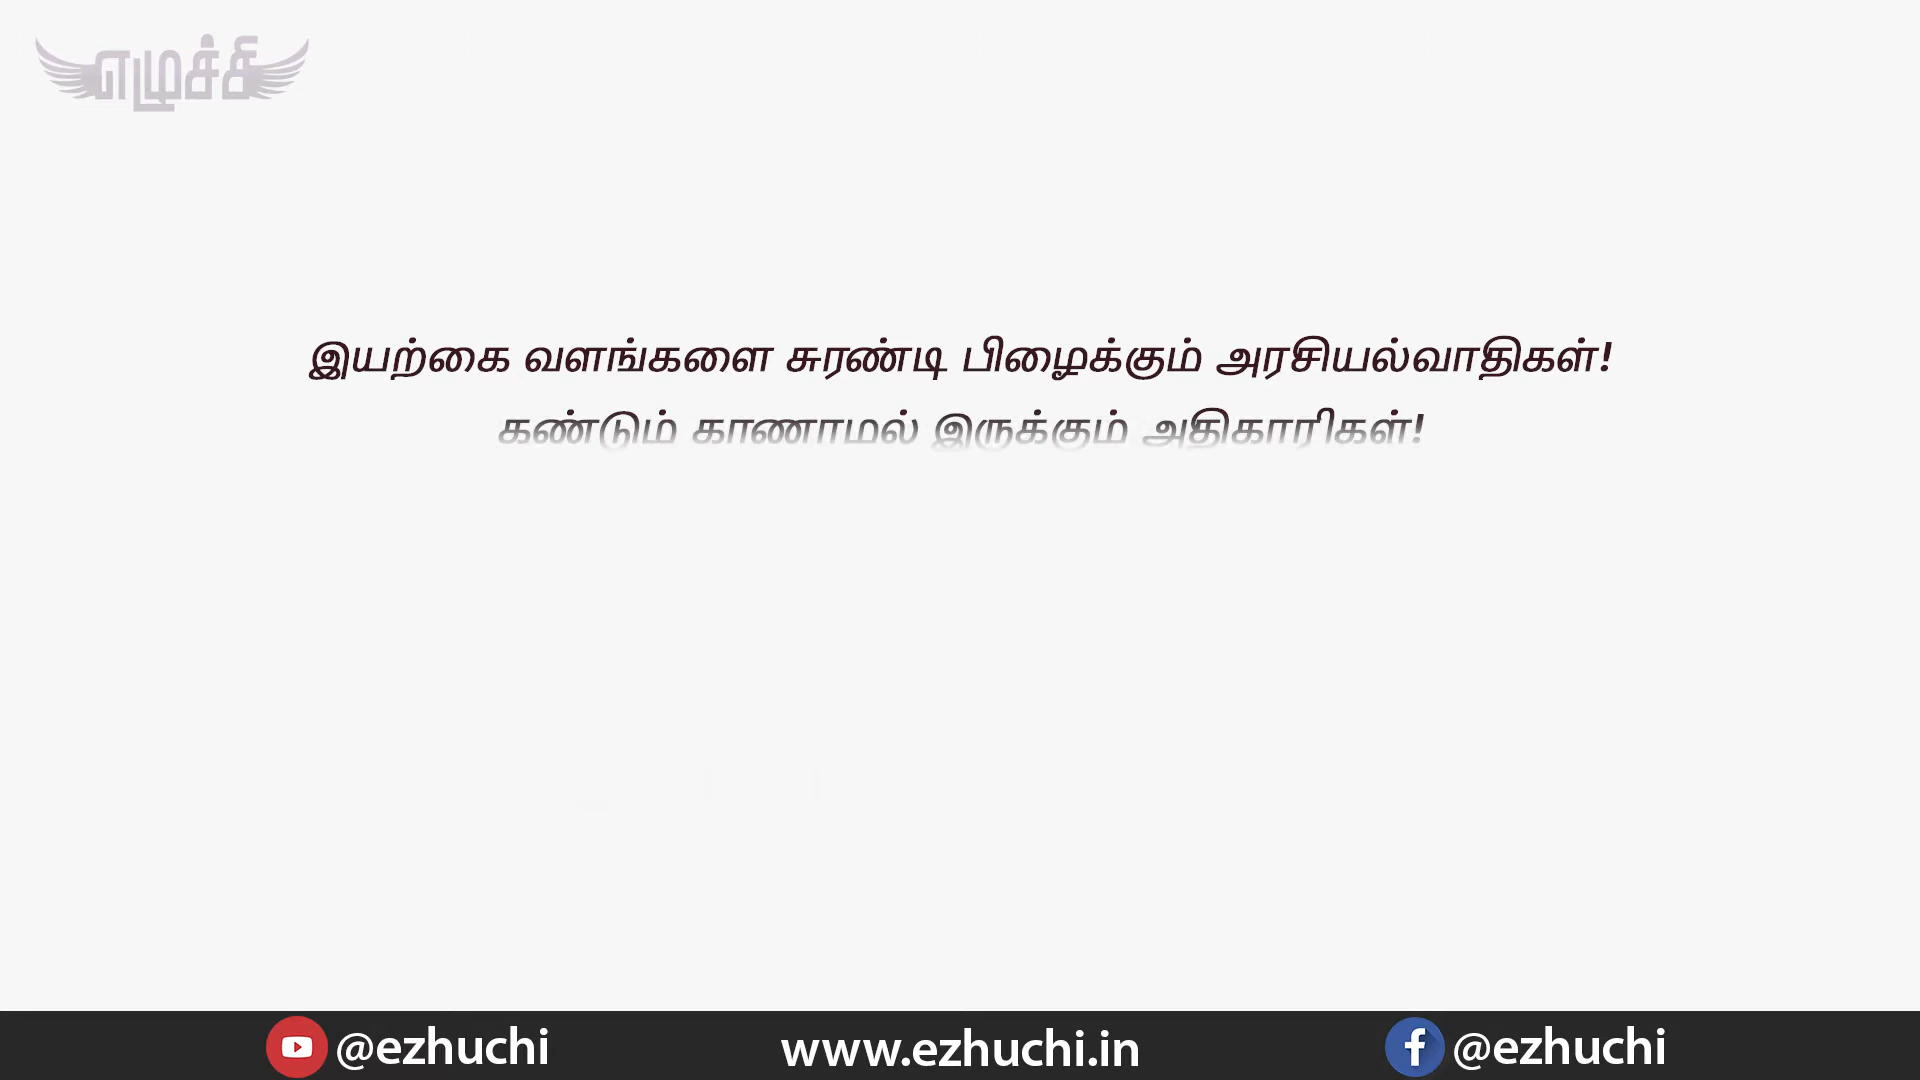 எழுச்சி
இயற்கை வளங்களை சுரண்டி பிழைக்கும் அரசியல்வாதிகள்!
கண்டும் காணாமல் இருக்கும் அதிகாரிகள்!
@ezhuchi
www.ezhuchi.in
@ezhuchi